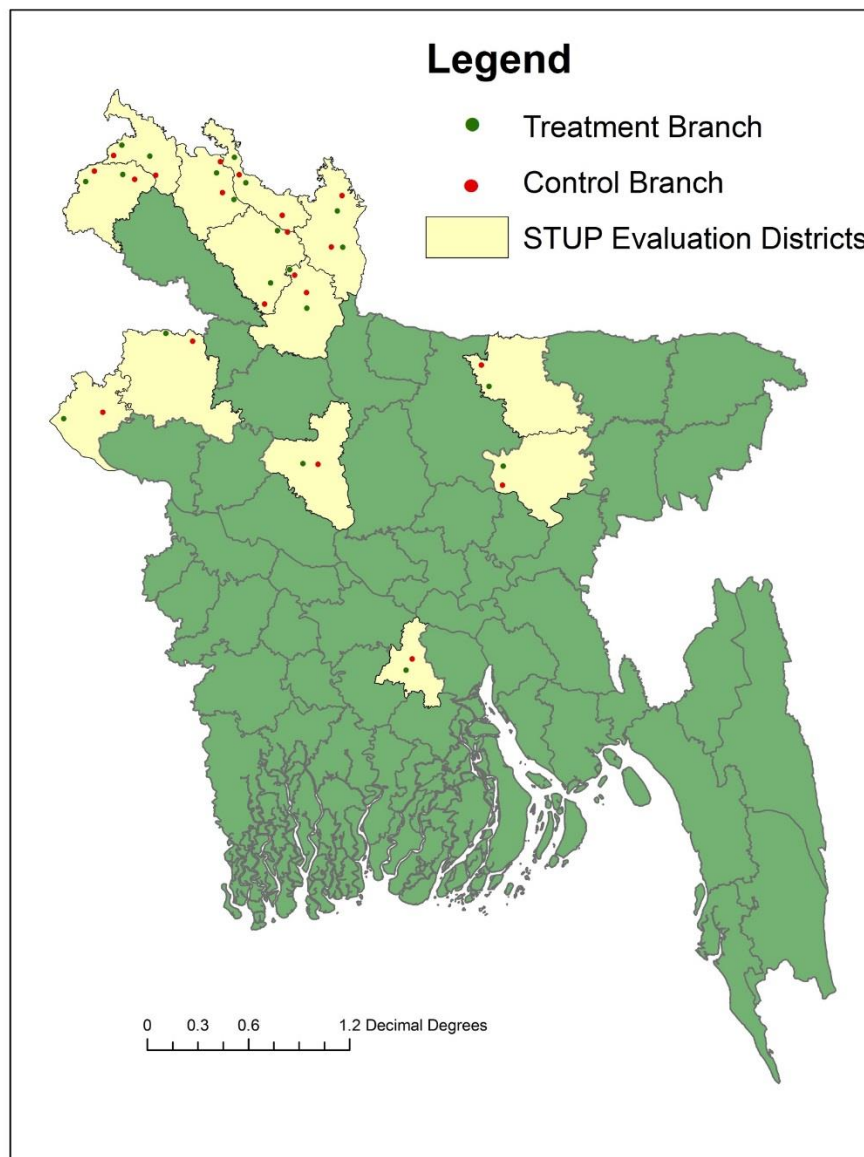 Legend
Treatment Branch
Control Branch
STUP Evaluation Districts
0 0.3 0.6 1.2 Decimal Degrees